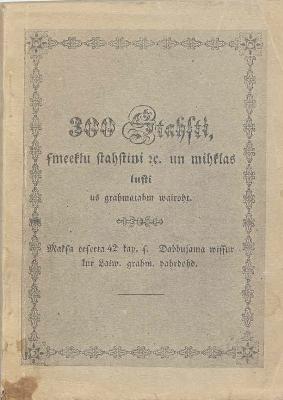 300 Stahsti,
smeeklu stahstini ꝛc. un mihklas
lusti
us grahmatahm wairoht.
Maksa eeseeta 42 kap. s. Dabbujama wissur
kur Latw. grahm. pahrdohd.